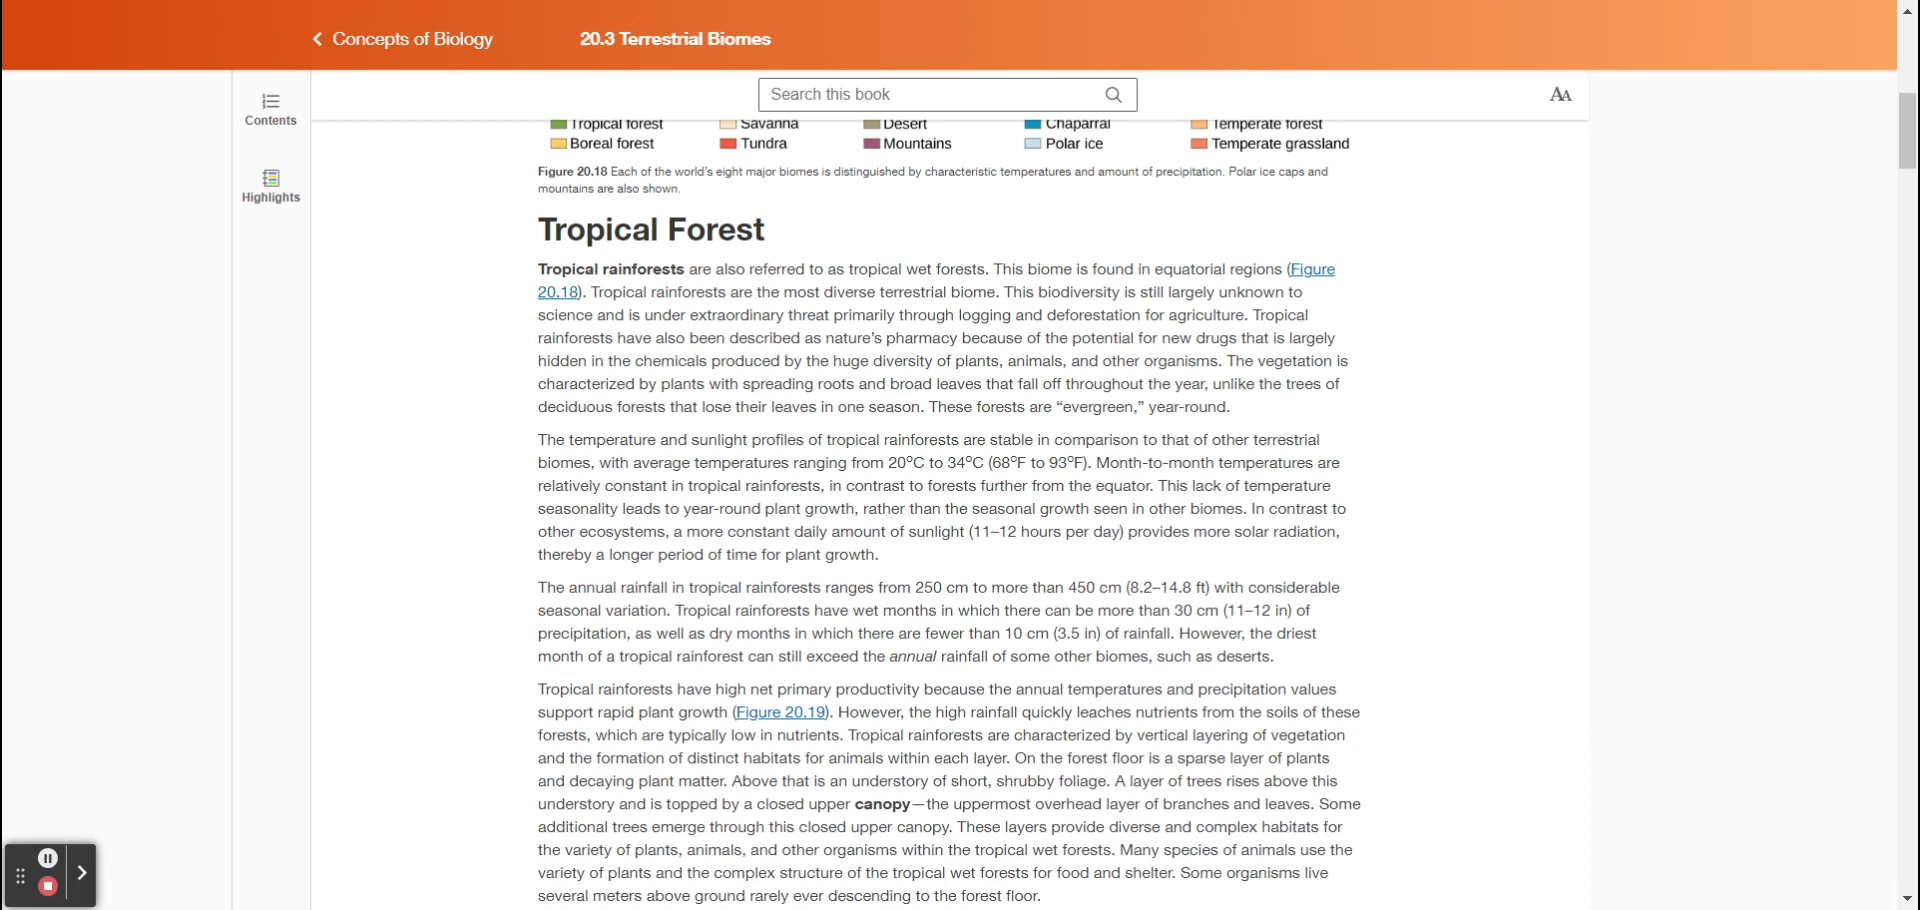 Concepts of Biology
20.3 Terrestrial Biomes
Search this book
AA
Contents
Highlights
Tropical forest Savanna Desert Chaparral Temperate forest
Boreal forest Tundra Mountains Polar ice Temperate grassland
Figure 20.18 Each of the world’s eight major biomes is distinguished by characteristic temperatures and amount of precipitation. Polar ice caps and
mountains are also shown.
Tropical Forest
Tropical rainforests are also referred to as tropical wet forests. This biome is found in equatorial regions (Figure
20.18). Tropical rainforests are the most diverse terrestrial biome. This biodiversity is still largely unknown to
science and is under extraordinary threat primarily through logging and deforestation for agriculture. Tropical
rainforests have also been described as nature’s pharmacy because of the potential for new drugs that is largely
hidden in the chemicals produced by the huge diversity of plants, animals, and other organisms. The vegetation is
characterized by plants with spreading roots and broad leaves that fall off throughout the year, unlike the trees of
deciduous forests that lose their leaves in one season. These forests are “evergreen,” year-round.
The temperature and sunlight profiles of tropical rainforests are stable in comparison to that of other terrestrial
biomes, with average temperatures ranging from 20°C to 34°C (68°F to 93°F). Month-to-month temperatures are
relatively constant in tropical rainforests, in contrast to forests further from the equator. This lack of temperature
seasonality leads to year-round plant growth, rather than the seasonal growth seen in other biomes. In contrast to
other ecosystems, a more constant daily amount of sunlight (11–12 hours per day) provides more solar radiation,
thereby a longer period of time for plant growth.
The annual rainfall in tropical rainforests ranges from 250 cm to more than 450 cm (8.2–14.8 ft) with considerable
seasonal variation. Tropical rainforests have wet months in which there can be more than 30 cm (11–12 in) of
precipitation, as well as dry months in which there are fewer than 10 cm (3.5 in) of rainfall. However, the driest
month of a tropical rainforest can still exceed the annual rainfall of some other biomes, such as deserts.
Tropical rainforests have high net primary productivity because the annual temperatures and precipitation values
support rapid plant growth (Figure 20.19). However, the high rainfall quickly leaches nutrients from the soils of these
forests, which are typically low in nutrients. Tropical rainforests are characterized by vertical layering of vegetation
and the formation of distinct habitats for animals within each layer. On the forest floor is a sparse layer of plants
and decaying plant matter. Above that is an understory of short, shrubby foliage. A layer of trees rises above this
understory and is topped by a closed upper canopy—the uppermost overhead layer of branches and leaves. Some
additional trees emerge through this closed upper canopy. These layers provide diverse and complex habitats for
the variety of plants, animals, and other organisms within the tropical wet forests. Many species of animals use the
variety of plants and the complex structure of the tropical wet forests for food and shelter. Some organisms live
several meters above ground rarely ever descending to the forest floor.